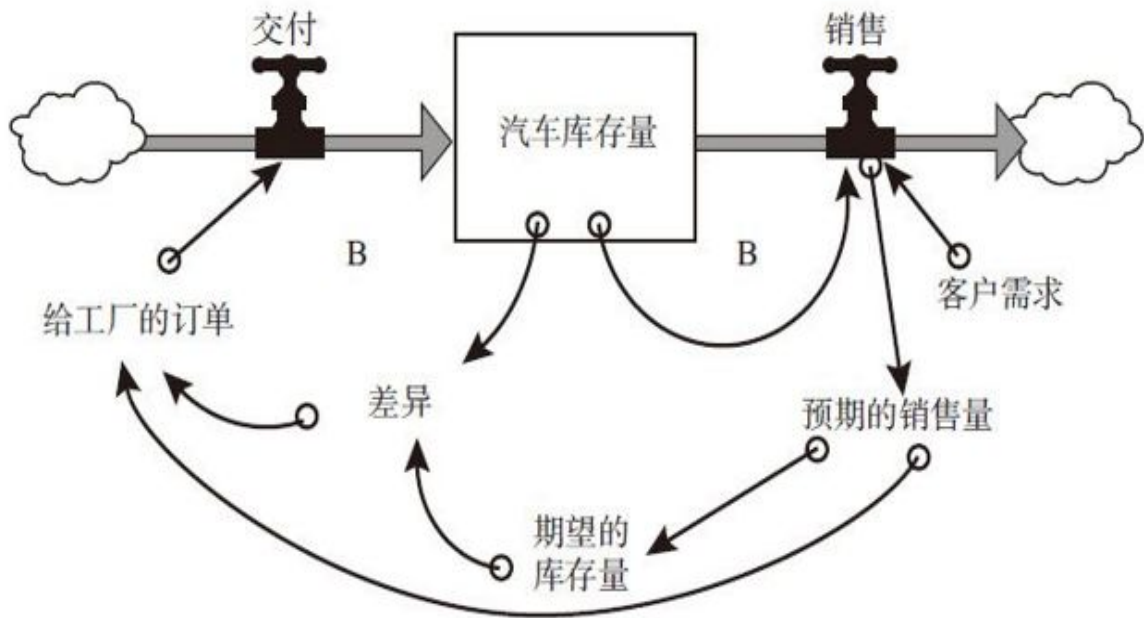 交付
销售
汽车库存量
B
B
客户需求
给工厂的订单
差异
预期的销售量
期望的
库存量